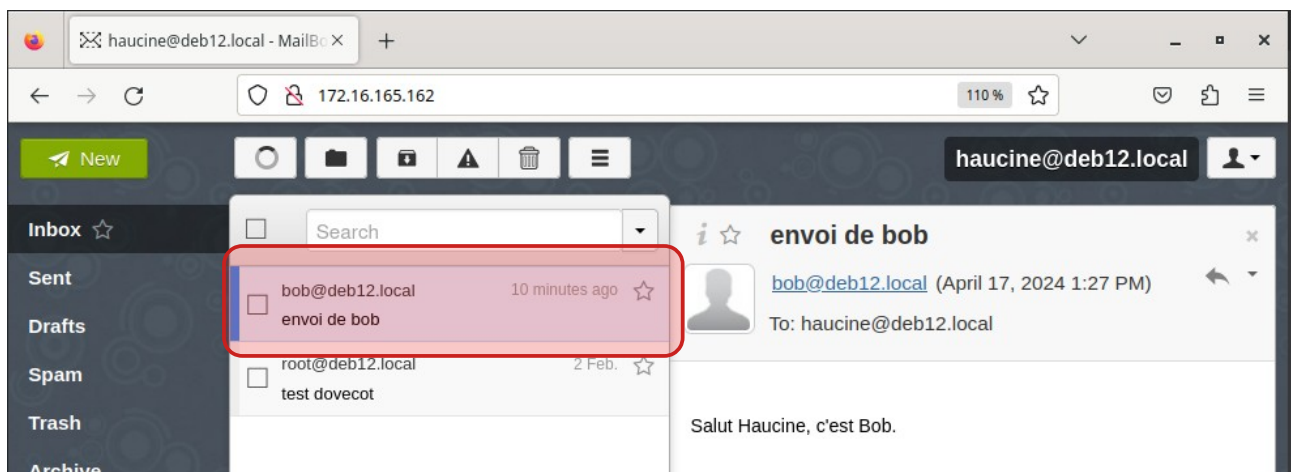 haucine@deb12.local - MailBo
172.16.165.162
110 %
New
haucine@deb12.local
Inbox
Sent
Drafts
Spam
Trash
Archive
Search
bob@deb12.local 10 minutes ago
envoi de bob
root@deb12.local 2 Feb.
test dovecot
envoi de bob
bob@deb12.local (April 17, 2024 1:27 PM)
To: haucine@deb12.local
Salut Haucine, c'est Bob.